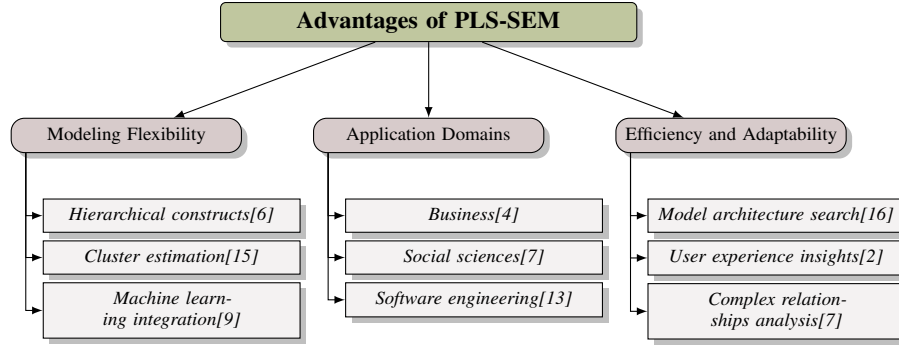 Advantages of PLS-SEM
Modeling Flexibility
Application Domains
Efficiency and Adaptability
Hierarchical constructs[6]
Cluster estimation[15]
Machine learn-
ing integration[9]
Business[4]
Social sciences[7]
Software engineering[13]
Model architecture search[16]
User experience insights[2]
Complex relation-
ships analysis[7]